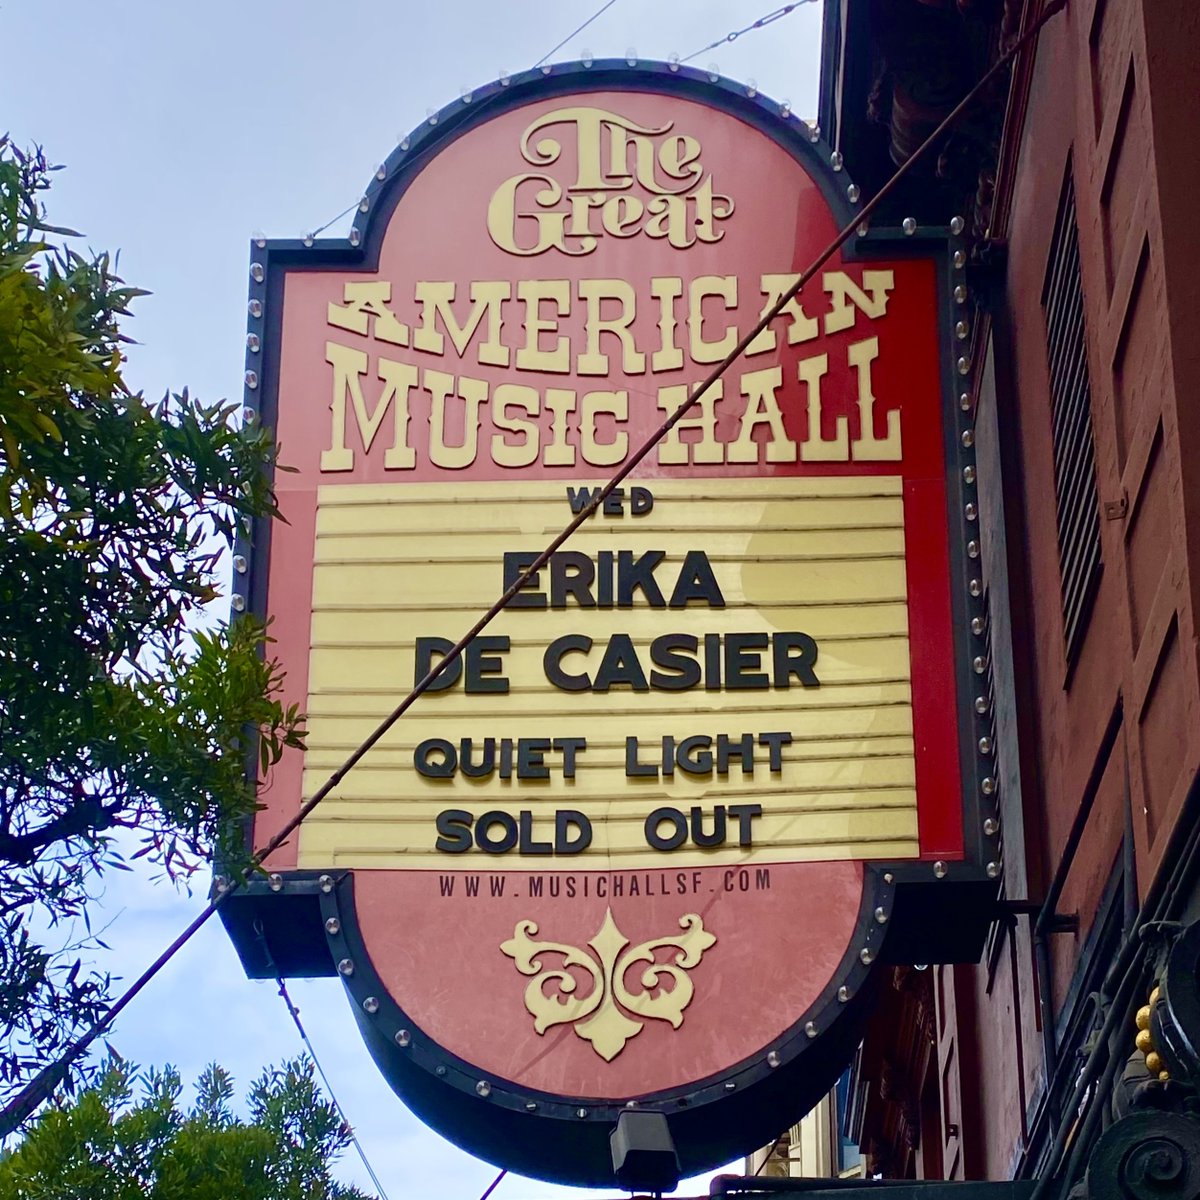 The
Great
AMERICAN
MUSIC HALL
WED
ERIKA
DE CASIER
QUIET LIGHT
SOLD OUT
WWW.MUSICHALLSF.COM